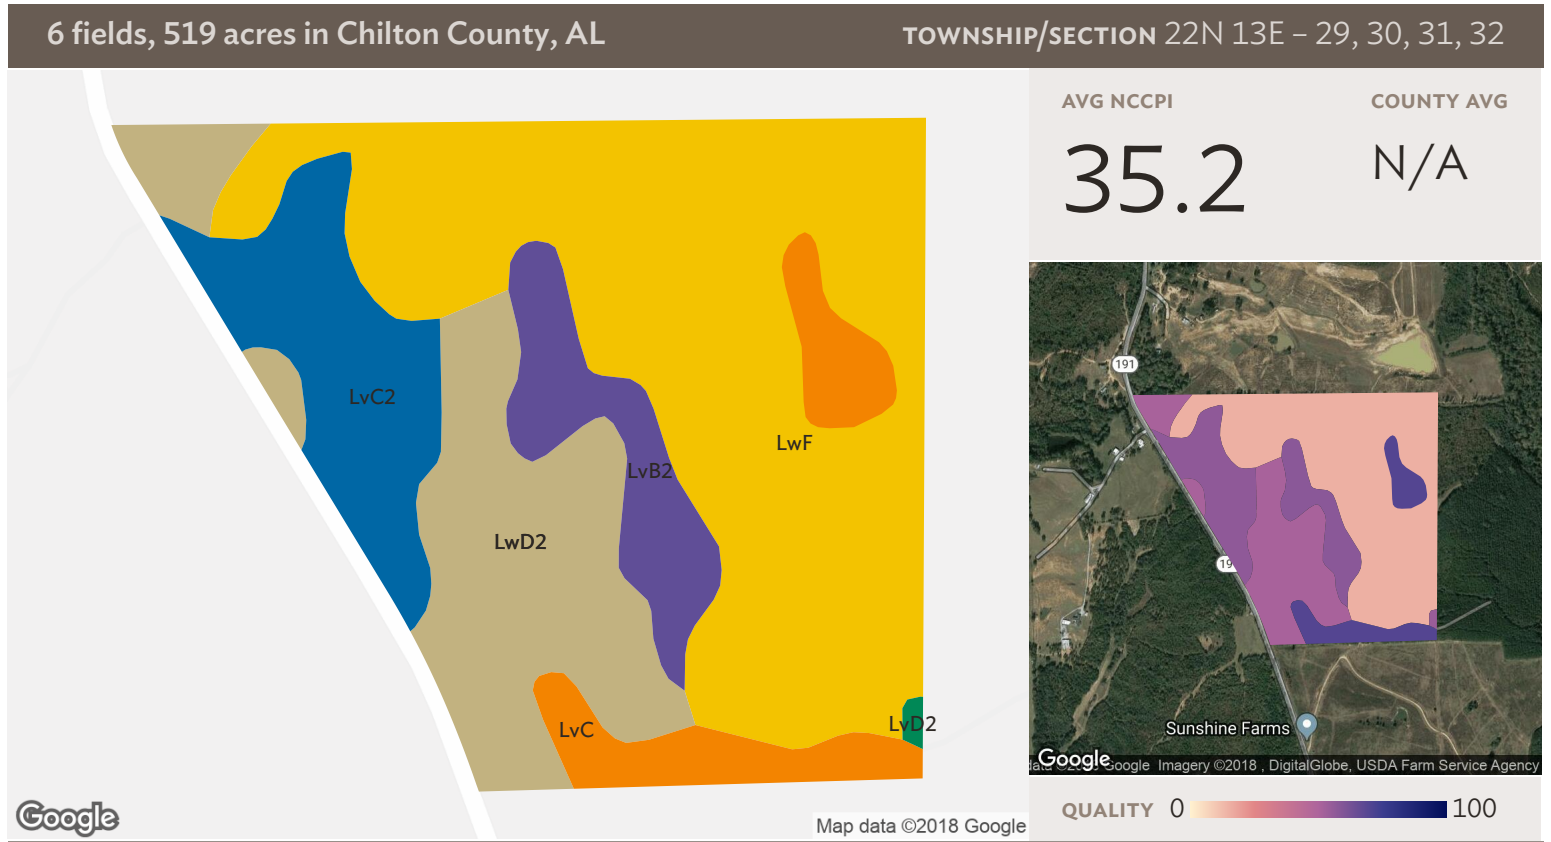 6 fields, 519 acres in Chilton County, AL
TOWNSHIP/SECTION 22N 13E – 29, 30, 31, 32
AVG NCCPI
COUNTY AVG
35.2
N/A
LvC2
LwF
LvB2
LwD2
LvC
LvD2
Google
Map data ©2018 Google
191
19
Sunshine Farms
Google
Google Imagery ©2018 , DigitalGlobe, USDA Farm Service Agency
QUALITY 0 100